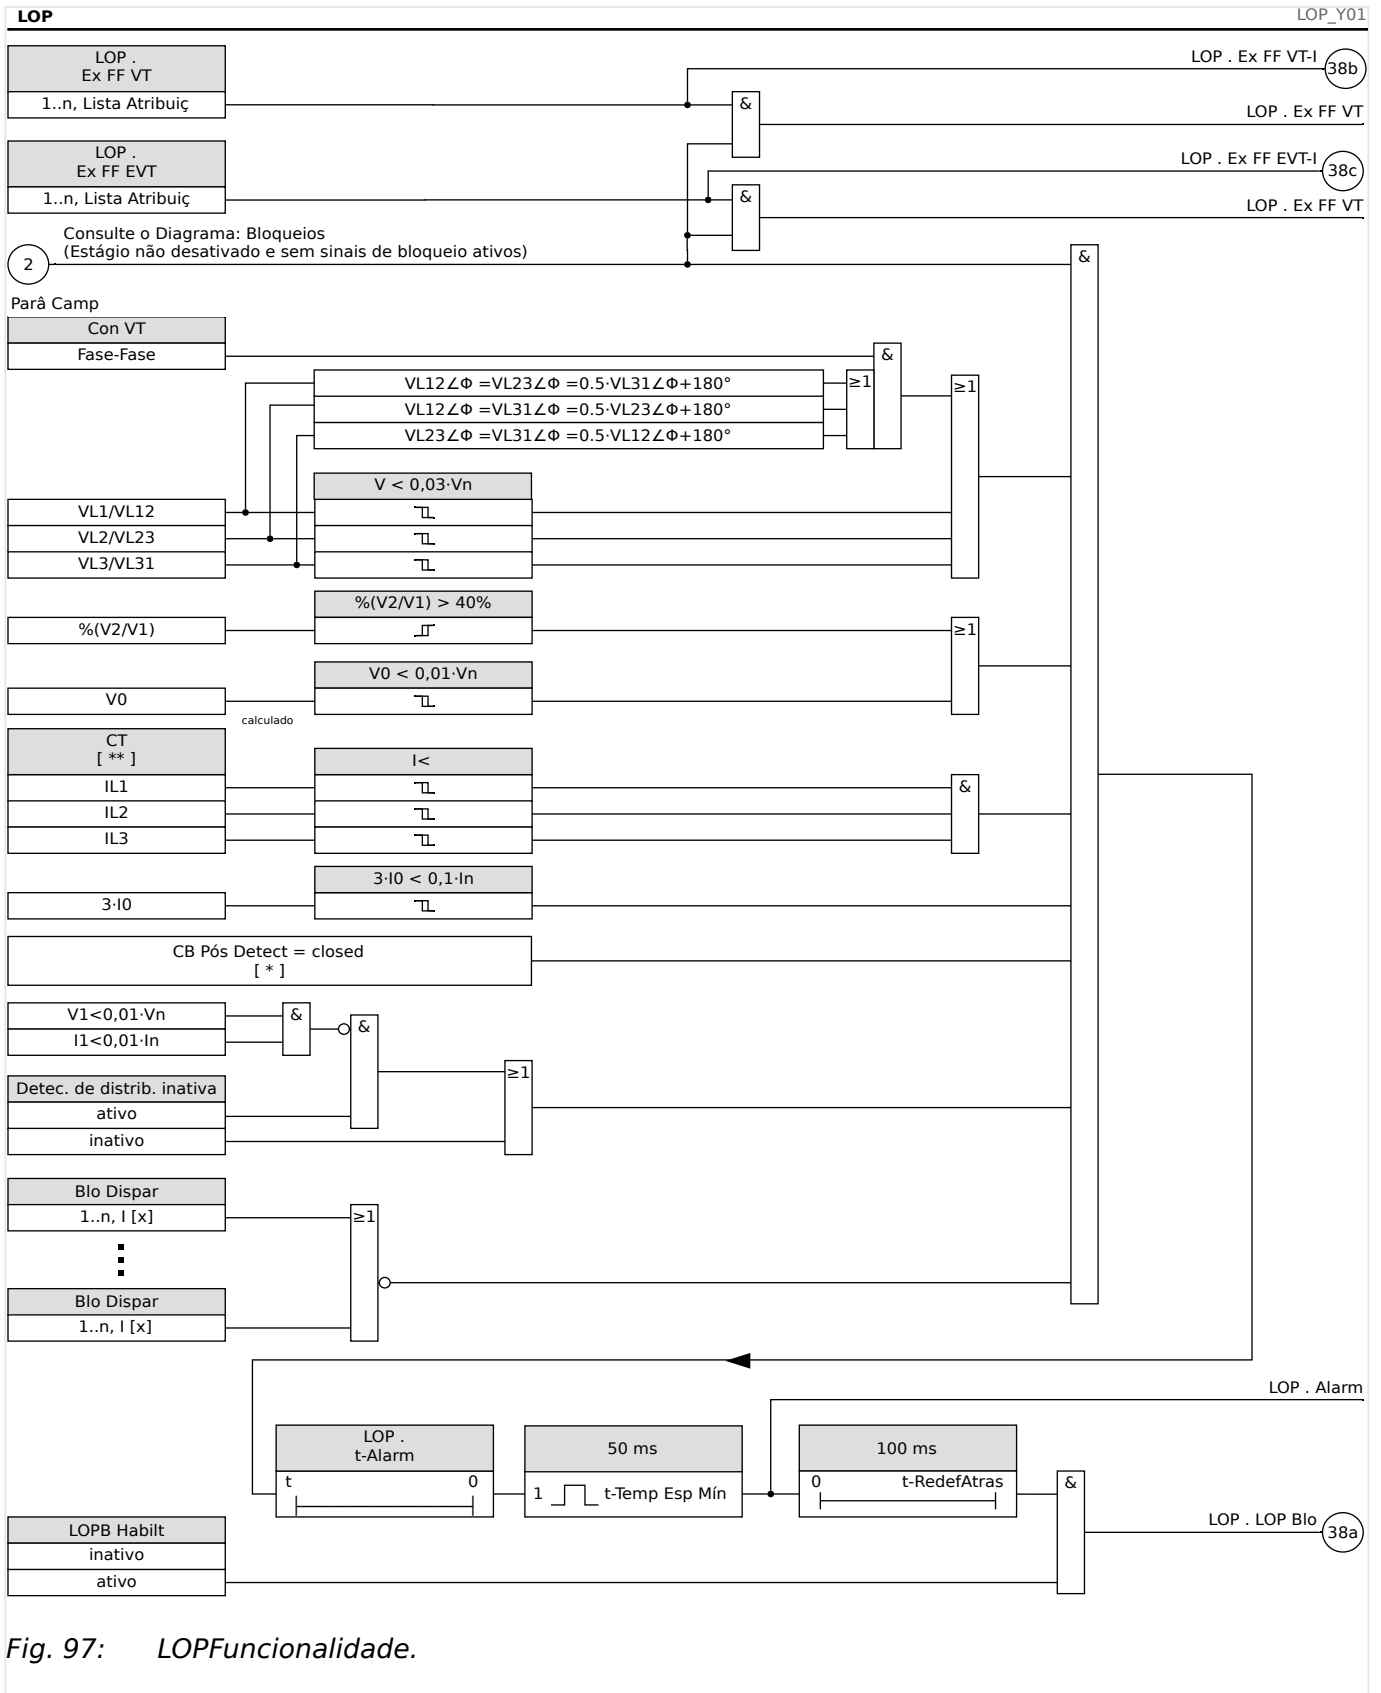 LOP
LOP_Y01
LOP .
Ex FF VT
1..n, Lista Atribuiç
LOP . Ex FF VT-I
38b
&
LOP . Ex FF VT
LOP .
Ex FF EVT
1..n, Lista Atribuiç
LOP . Ex FF EVT-I
38c
&
LOP . Ex FF VT
Consulte o Diagrama: Bloqueios
(Estágio não desativado e sem sinais de bloqueio ativos)
2
&
Parâ Camp
Con VT
Fase-Fase
&
VL12∠Φ =VL23∠Φ =0.5·VL31∠Φ+180°
≥1
≥1
VL12∠Φ =VL31∠Φ =0.5·VL23∠Φ+180°
VL23∠Φ =VL31∠Φ =0.5·VL12∠Φ+180°
V < 0,03·Vn
VL1/VL12
VL2/VL23
VL3/VL31
%(V2/V1) > 40%
%(V2/V1)
≥1
V0 < 0,01·Vn
V0
calculado
CT
[ ** ]
I<
IL1
&
IL2
IL3
3·I0 < 0,1·In
3·I0
CB Pós Detect = closed
[ * ]
V1<0,01·Vn
&
&
I1<0,01·In
≥1
Detec. de distrib. inativa
ativo
inativo
Blo Dispar
1..n, I [x]
≥1
Blo Dispar
1..n, I [x]
LOP . Alarm
LOP .
t-Alarm
50 ms
100 ms
t 0
1 t-Temp Esp Mín
0 t-RedefAtras
&
LOP . LOP Blo
38a
LOPB Habilt
inativo
ativo
Fig. 97: LOPFuncionalidade.